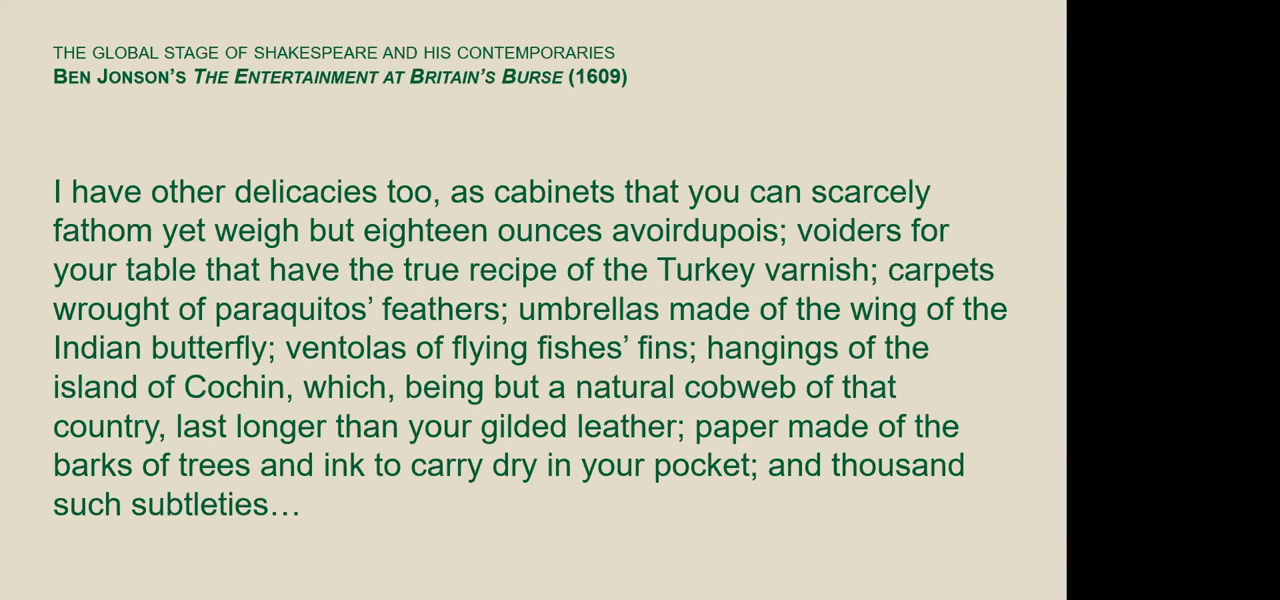 THE GLOBAL STAGE OF SHAKESPEARE AND HIS CONTEMPORARIES
BEN JONSON’S THE ENTERTAINMENT AT BRITAIN’S BURSE (1609)
I have other delicacies too, as cabinets that you can scarcely
fathom yet weigh but eighteen ounces avoirdupois; voiders for
your table that have the true recipe of the Turkey varnish; carpets
wrought of paraquitos’ feathers; umbrellas made of the wing of the
Indian butterfly; ventolas of flying fishes’ fins; hangings of the
island of Cochin, which, being but a natural cobweb of that
country, last longer than your gilded leather; paper made of the
barks of trees and ink to carry dry in your pocket; and thousand
such subtleties…